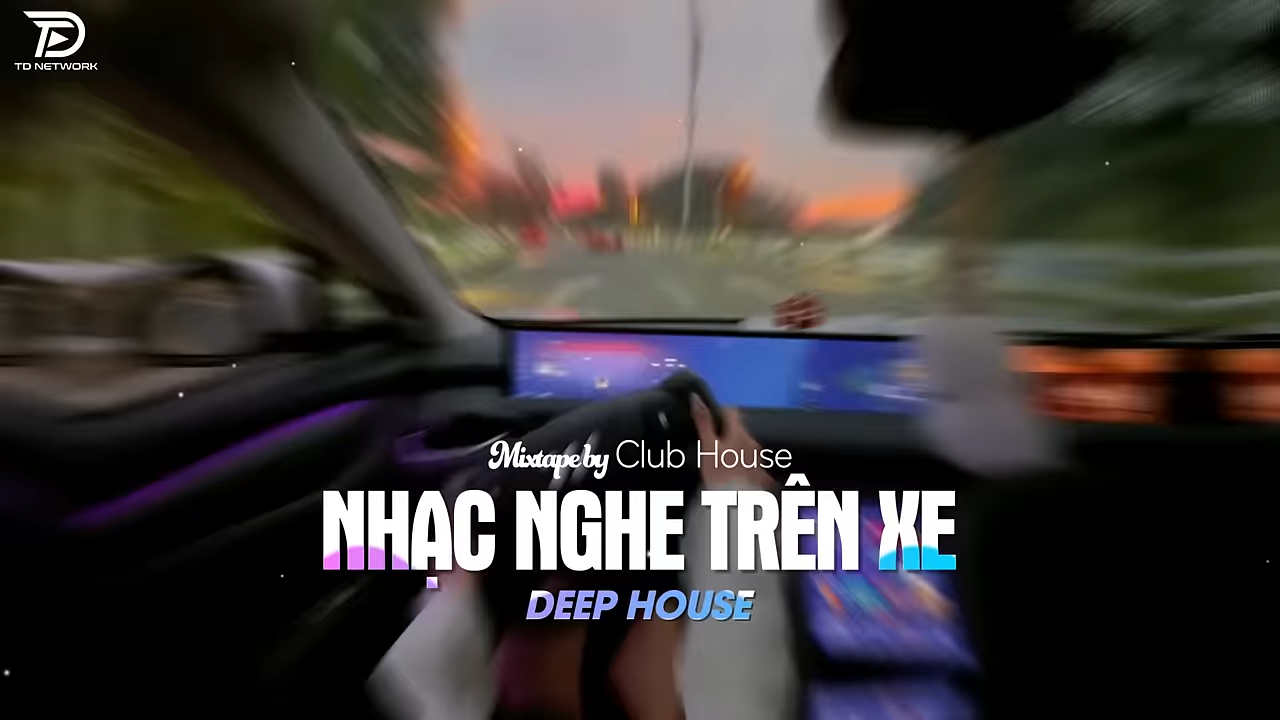 TD NETWORK
Mixtape by Club House
NHẠC NGHE TRÊN XE
DEEP HOUSE